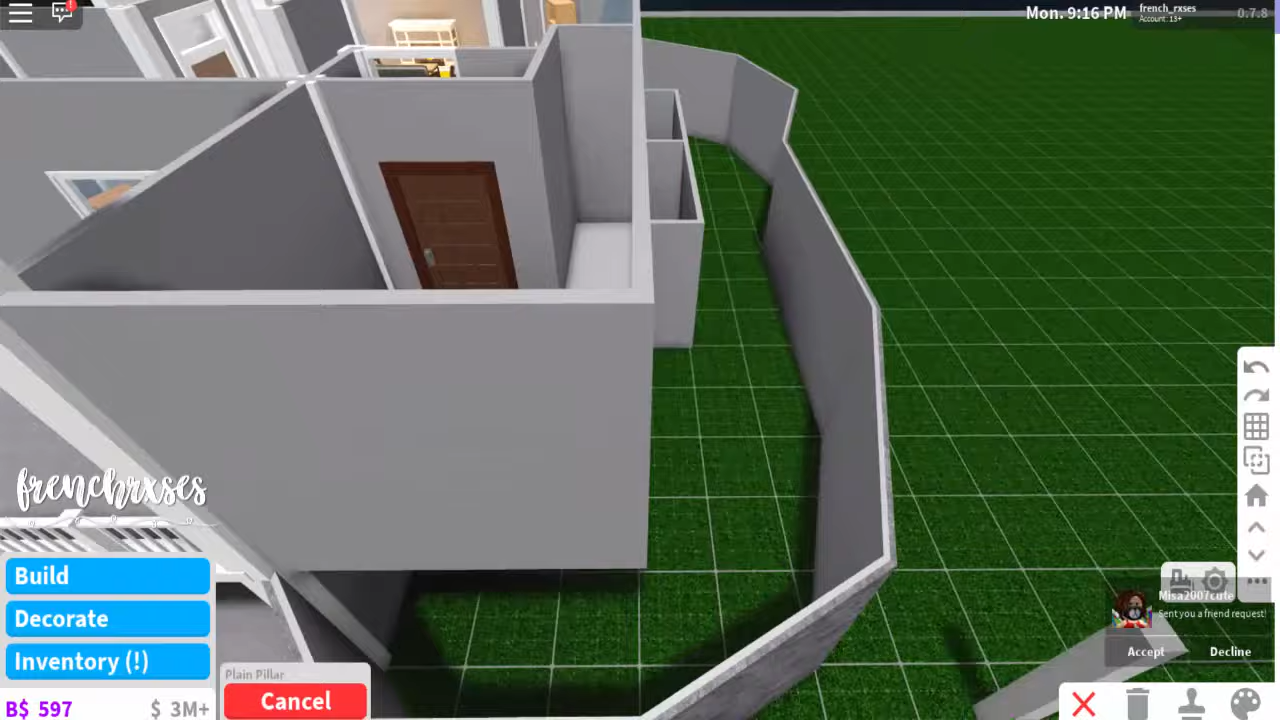 Mon. 9:16 PM
french_rxses
Account: 13+
0.7.8
frenchrxses
Build
Decorate
Inventory (!)
B$ 597
$ 3M+
Plain Pillar
Cancel
Misa2007cute
Sent you a friend request!
Accept
Decline